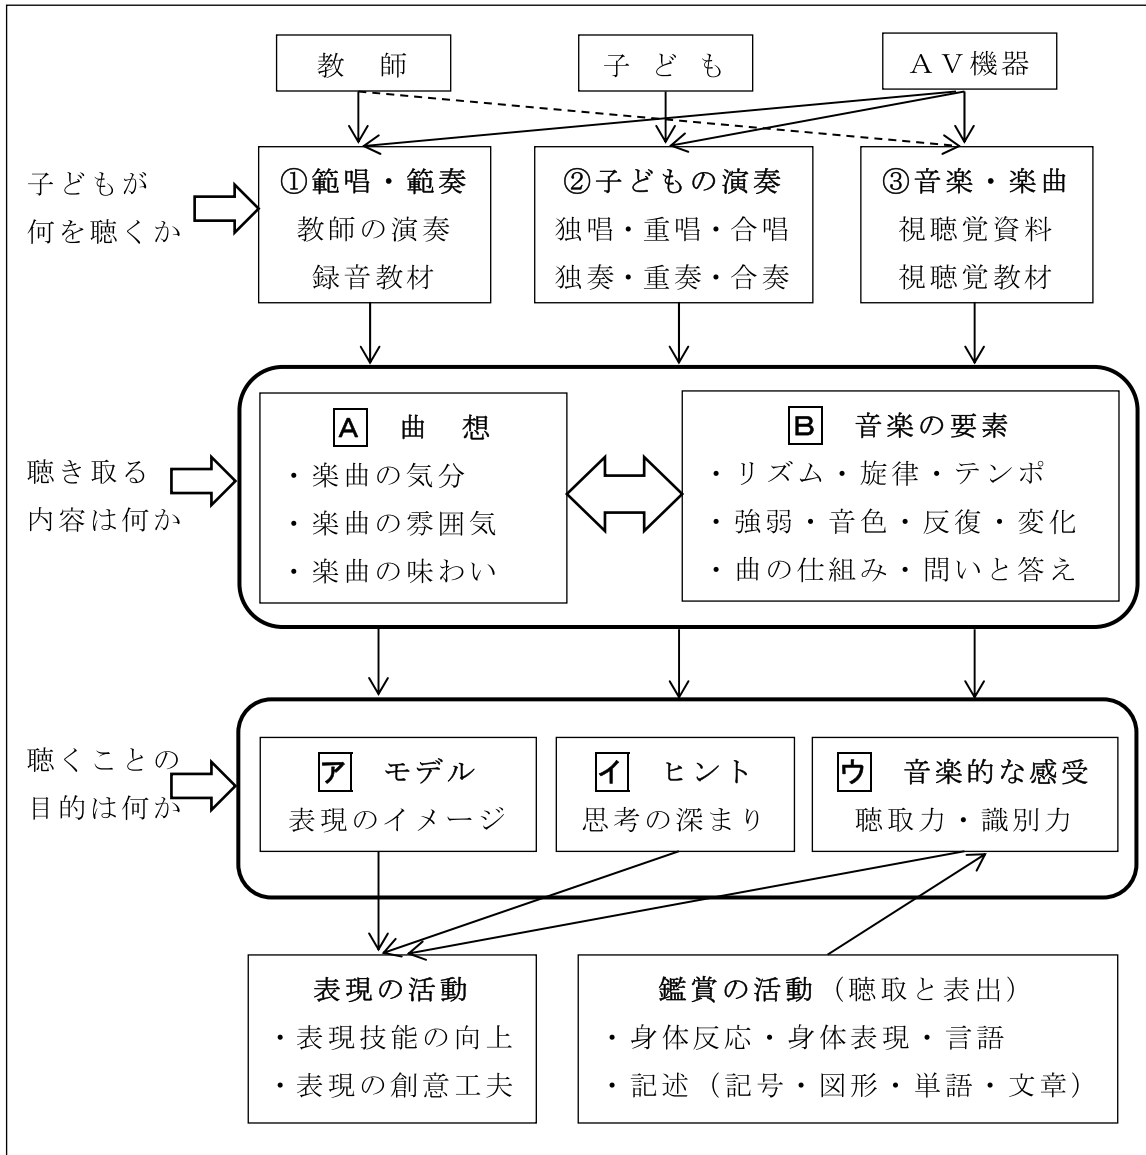 教　師
子　ど　も
ＡＶ機器
子どもが
何を聴くか
①範唱・範奏
教師の演奏
録音教材
②子どもの演奏
独唱・重唱・合唱
独奏・重奏・合奏
③音楽・楽曲
視聴覚資料
視聴覚教材
聴き取る
内容は何か
A　曲　想
・楽曲の気分
・楽曲の雰囲気
・楽曲の味わい
B　音楽の要素
・リズム・旋律・テンポ
・強弱・音色・反復・変化
・曲の仕組み・問いと答え
聴くことの
目的は何か
ア　モデル
表現のイメージ
イ　ヒント
思考の深まり
ウ　音楽的な感受
聴取力・識別力
表現の活動
・表現技能の向上
・表現の創意工夫
鑑賞の活動（聴取と表出）
・身体反応・身体表現・言語
・記述（記号・図形・単語・文章）